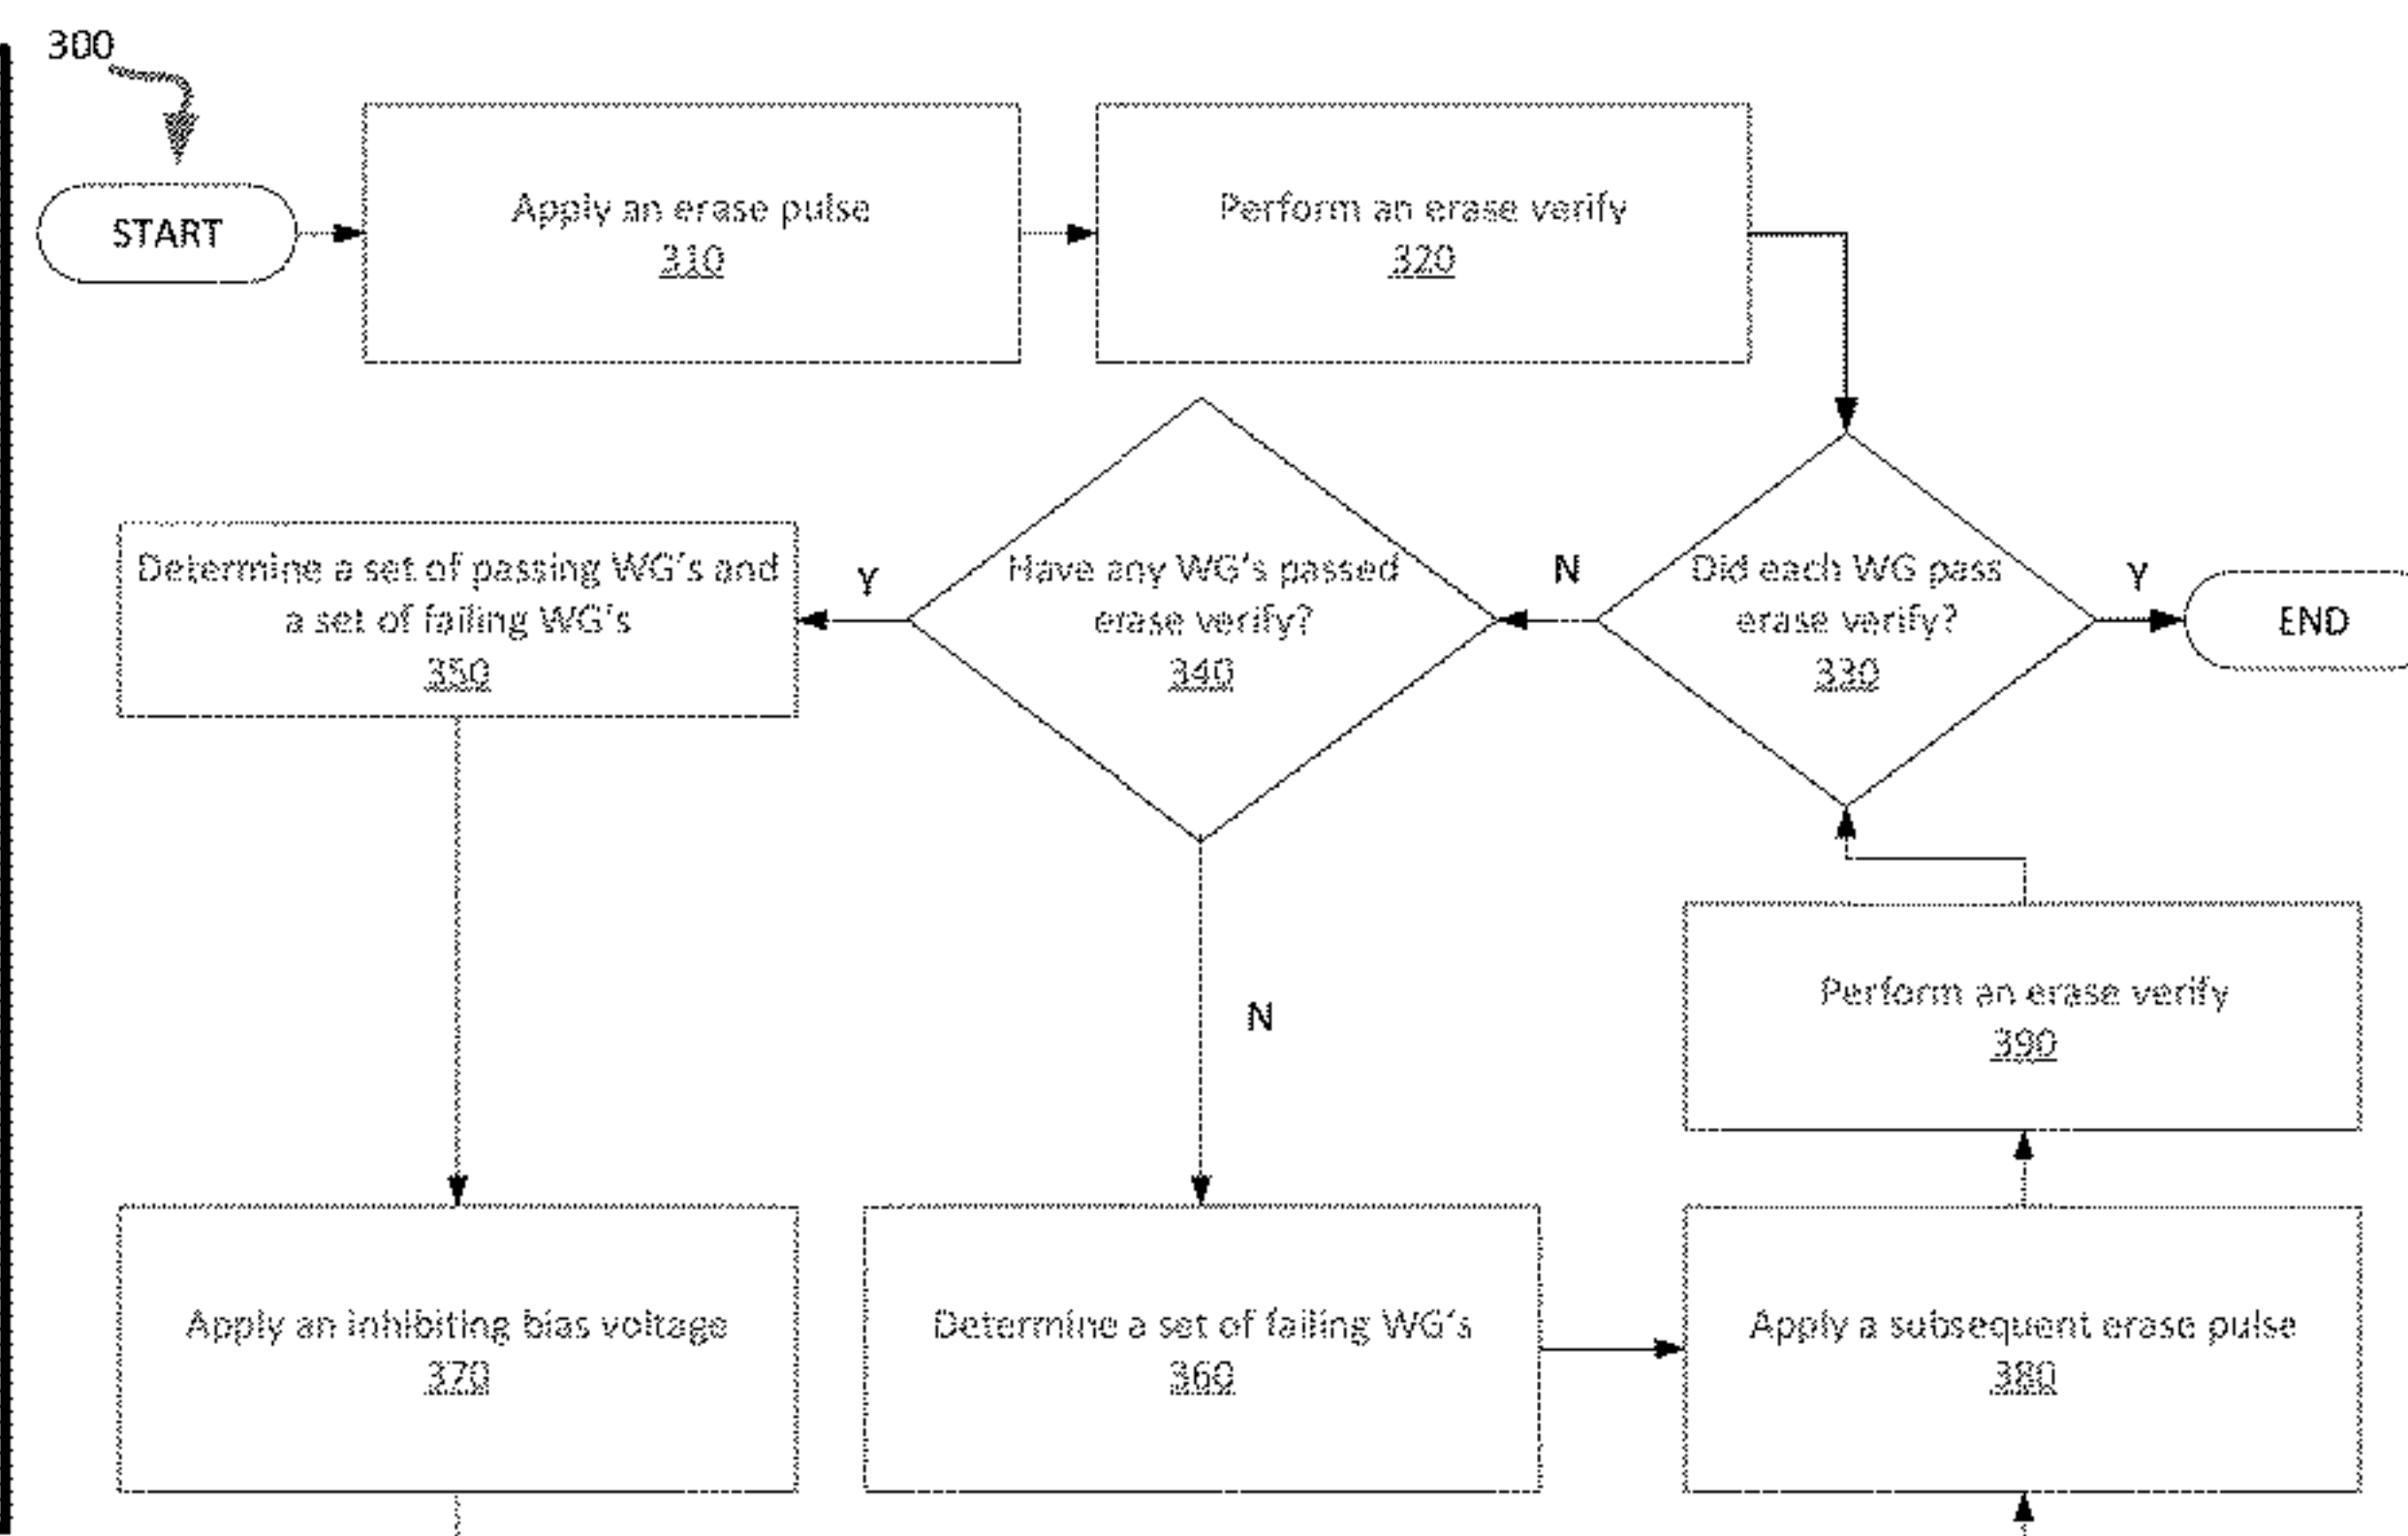 300
START
Apply an erase pulse
310
Perform an erase verify
320
Did each WG pass
erase verify?
330
Y
END
N
Have any WG's passed
erase verify?
340
Y
Determine a set of passing WG's and
a set of failing WG's
350
N
Perform an erase verify
390
Apply an inhibiting bias voltage
370
Determine a set of failing WG's
360
Apply a subsequent erase pulse
380